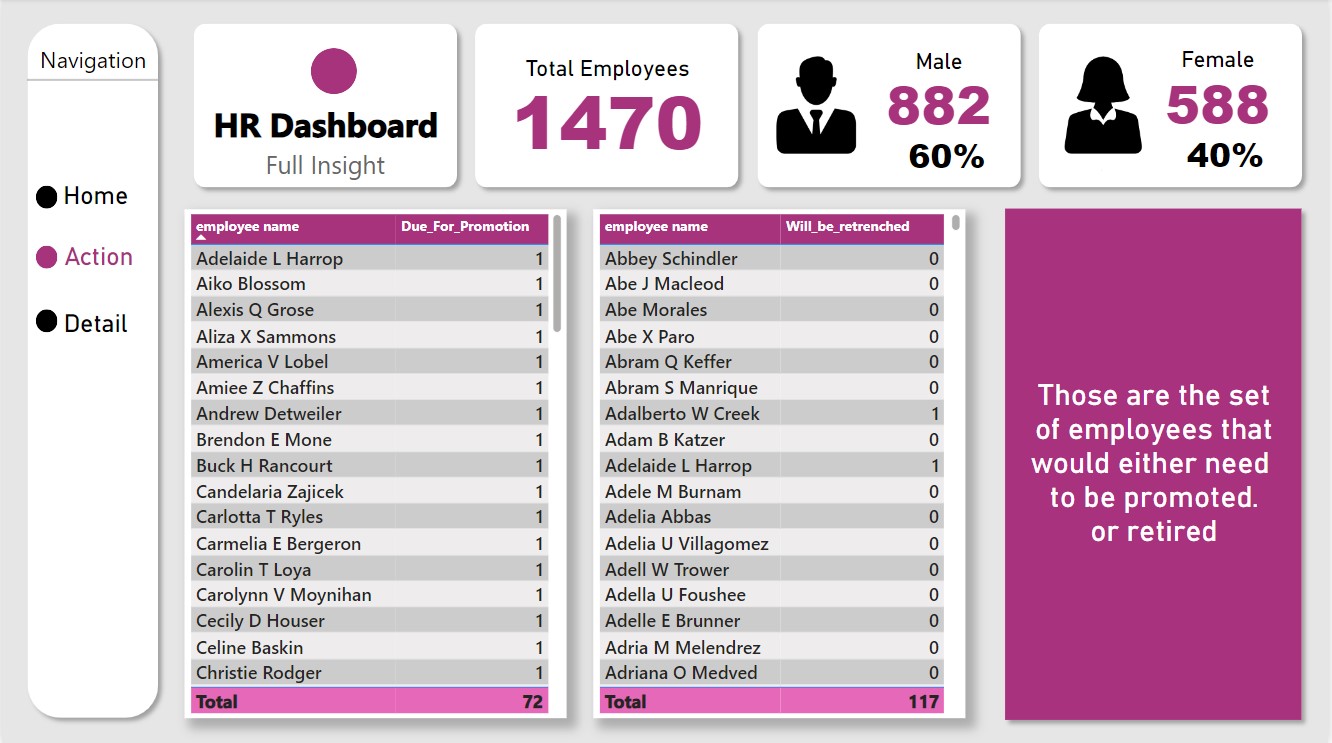 Navigation
Home
Action
Detail
HR Dashboard
Full Insight
Total Employees
1470
Male
882
60%
Female
588
40%
employee name Due_For_Promotion
Adelaide L Harrop 1
Aiko Blossom 1
Alexis Q Grose 1
Aliza X Sammons 1
America V Lobel 1
Amiee Z Chaffins 1
Andrew Detweiler 1
Brendon E Mone 1
Buck H Rancourt 1
Candelaria Zajicek 1
Carlotta T Ryles 1
Carmelia E Bergeron 1
Carolin T Loya 1
Carolynn V Moynihan 1
Cecily D Houser 1
Celine Baskin 1
Christie Rodger 1
Total 72
employee name Will_be_retrenched
Abbey Schindler 0
Abe J Macleod 0
Abe Morales 0
Abe X Paro 0
Abram Q Keffer 0
Abram S Manrique 0
Adalberto W Creek 1
Adam B Katzer 0
Adelaide L Harrop 1
Adele M Burnam 0
Adelia Abbas 0
Adelia U Villagomez 0
Adell W Trower 0
Adella U Foushee 0
Adelle E Brunner 0
Adria M Melendrez 0
Adriana O Medved 0
Total 117
Those are the set
of employees that
would either need
to be promoted.
or retired